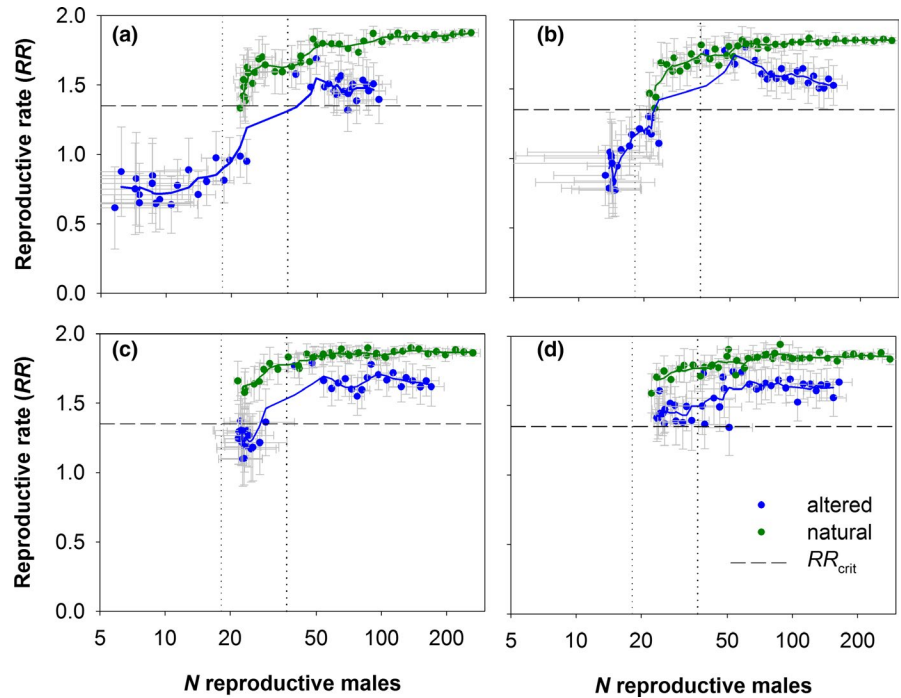 (a)
(b)
Reproductive rate (RR)
2.0
1.5
1.0
0.5
0.0
(c)
(d)
Reproductive rate (RR)
2.0
1.5
1.0
0.5
0.0
altered
natural
RRcrit
5 10 20 50 100 200
5 10 20 50 100 200
N reproductive males
N reproductive males